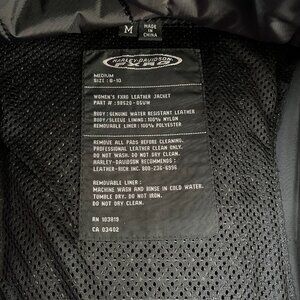 M
MADE IN
CHINA
HARLEY-DAVIDSON
FXRG
MEDIUM
SIZE: 8-10
WOMEN'S FXRG LEATHER JACKET
PART #: 98520-05VW
BODY: GENUINE WATER RESISTANT LEATHER
BODY/SLEEVE LINING: 100% NYLON
REMOVABLE LINER: 100% POLYESTER
REMOVE ALL PADS BEFORE CLEANING.
PROFESSIONAL LEATHER CLEAN ONLY.
DO NOT WASH. DO NOT DRY CLEAN.
HARLEY-DAVIDSON RECOMMENDS:
LEATHER-RICH INC. 800-236-6996
REMOVABLE LINER:
MACHINE WASH AND RINSE IN COLD WATER.
TUMBLE DRY. DO NOT IRON.
DO NOT DRY CLEAN.
RN 103819
CA 03402